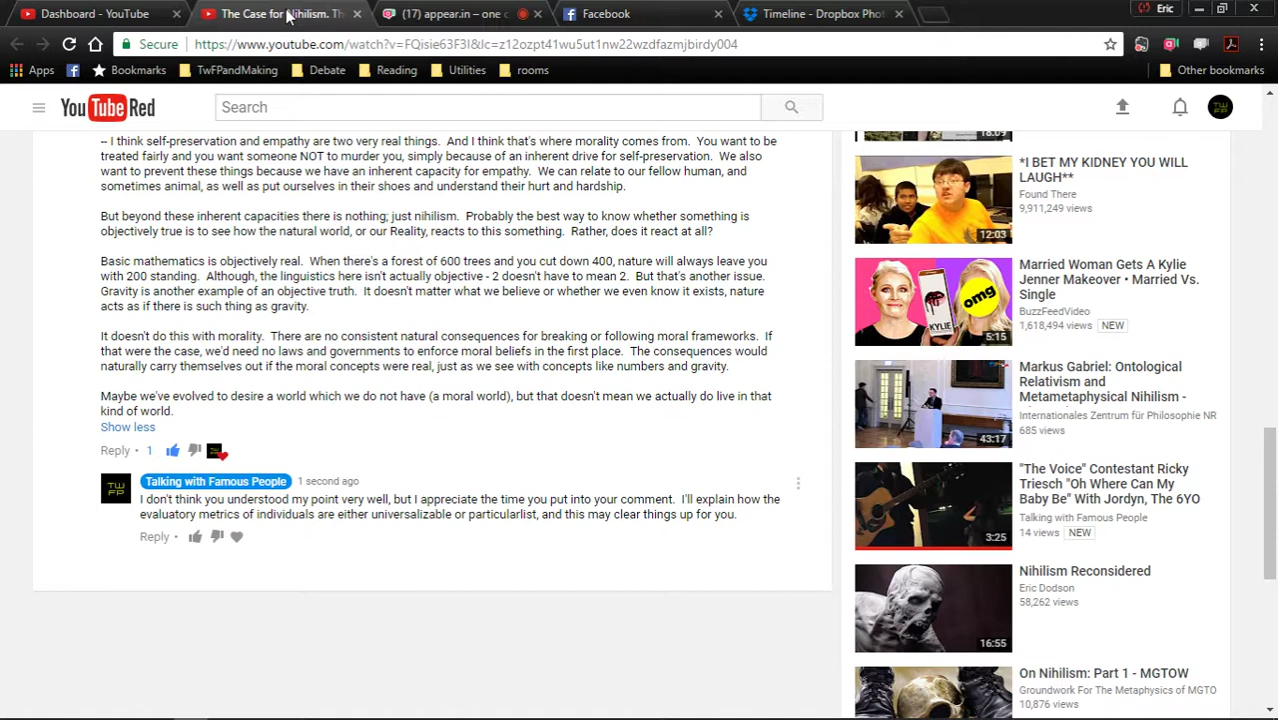 Dashboard - YouTube
The Case for Nihilism. Th
(17) appear.in – one c
Facebook
Timeline - Dropbox Phot
Eric
Secure
https://www.youtube.com/watch?v=FQisie63F3I&lc=z12ozpt41wu5ut1nw22wzdfazmjbirdy004
Apps
Bookmarks
TwFPandMaking
Debate
Reading
Utilities
rooms
Other bookmarks
YouTube Red
Search
-- I think self-preservation and empathy are two very real things. And I think that's where morality comes from. You want to be
treated fairly and you want someone NOT to murder you, simply because of an inherent drive for self-preservation. We also
want to prevent these things because we have an inherent capacity for empathy. We can relate to our fellow human, and
sometimes animal, as well as put ourselves in their shoes and understand their hurt and hardship.
But beyond these inherent capacities there is nothing; just nihilism. Probably the best way to know whether something is
objectively true is to see how the natural world, or our Reality, reacts to this something. Rather, does it react at all?
Basic mathematics is objectively real. When there's a forest of 600 trees and you cut down 400, nature will always leave you
with 200 standing. Although, the linguistics here isn't actually objective - 2 doesn't have to mean 2. But that's another issue.
Gravity is another example of an objective truth. It doesn't matter what we believe or whether we even know it exists, nature
acts as if there is such thing as gravity.
It doesn't do this with morality. There are no consistent natural consequences for breaking or following moral frameworks. If
that were the case, we'd need no laws and governments to enforce moral beliefs in the first place. The consequences would
naturally carry themselves out if the moral concepts were real, just as we see with concepts like numbers and gravity.
Maybe we've evolved to desire a world which we do not have (a moral world), but that doesn't mean we actually do live in that
kind of world.
Show less
Reply • 1
TWFP
Talking with Famous People 1 second ago
I don't think you understood my point very well, but I appreciate the time you put into your comment. I'll explain how the
evaluatory metrics of individuals are either universalizable or particularlist, and this may clear things up for you.
Reply •
18:09
*I BET MY KIDNEY YOU WILL
LAUGH**
Found There
9,911,249 views
12:03
Married Woman Gets A Kylie
Jenner Makeover • Married Vs.
Single
BuzzFeedVideo
1,618,494 views NEW
KYLIE
omg
5:15
Markus Gabriel: Ontological
Relativism and
Metametaphysical Nihilism -
Internationales Zentrum für Philosophie NR
685 views
43:17
"The Voice" Contestant Ricky
Triesch "Oh Where Can My
Baby Be" With Jordyn, The 6YO
Talking with Famous People
14 views NEW
3:25
Nihilism Reconsidered
Eric Dodson
58,262 views
16:55
On Nihilism: Part 1 - MGTOW
Groundwork For The Metaphysics of MGTO
10,876 views